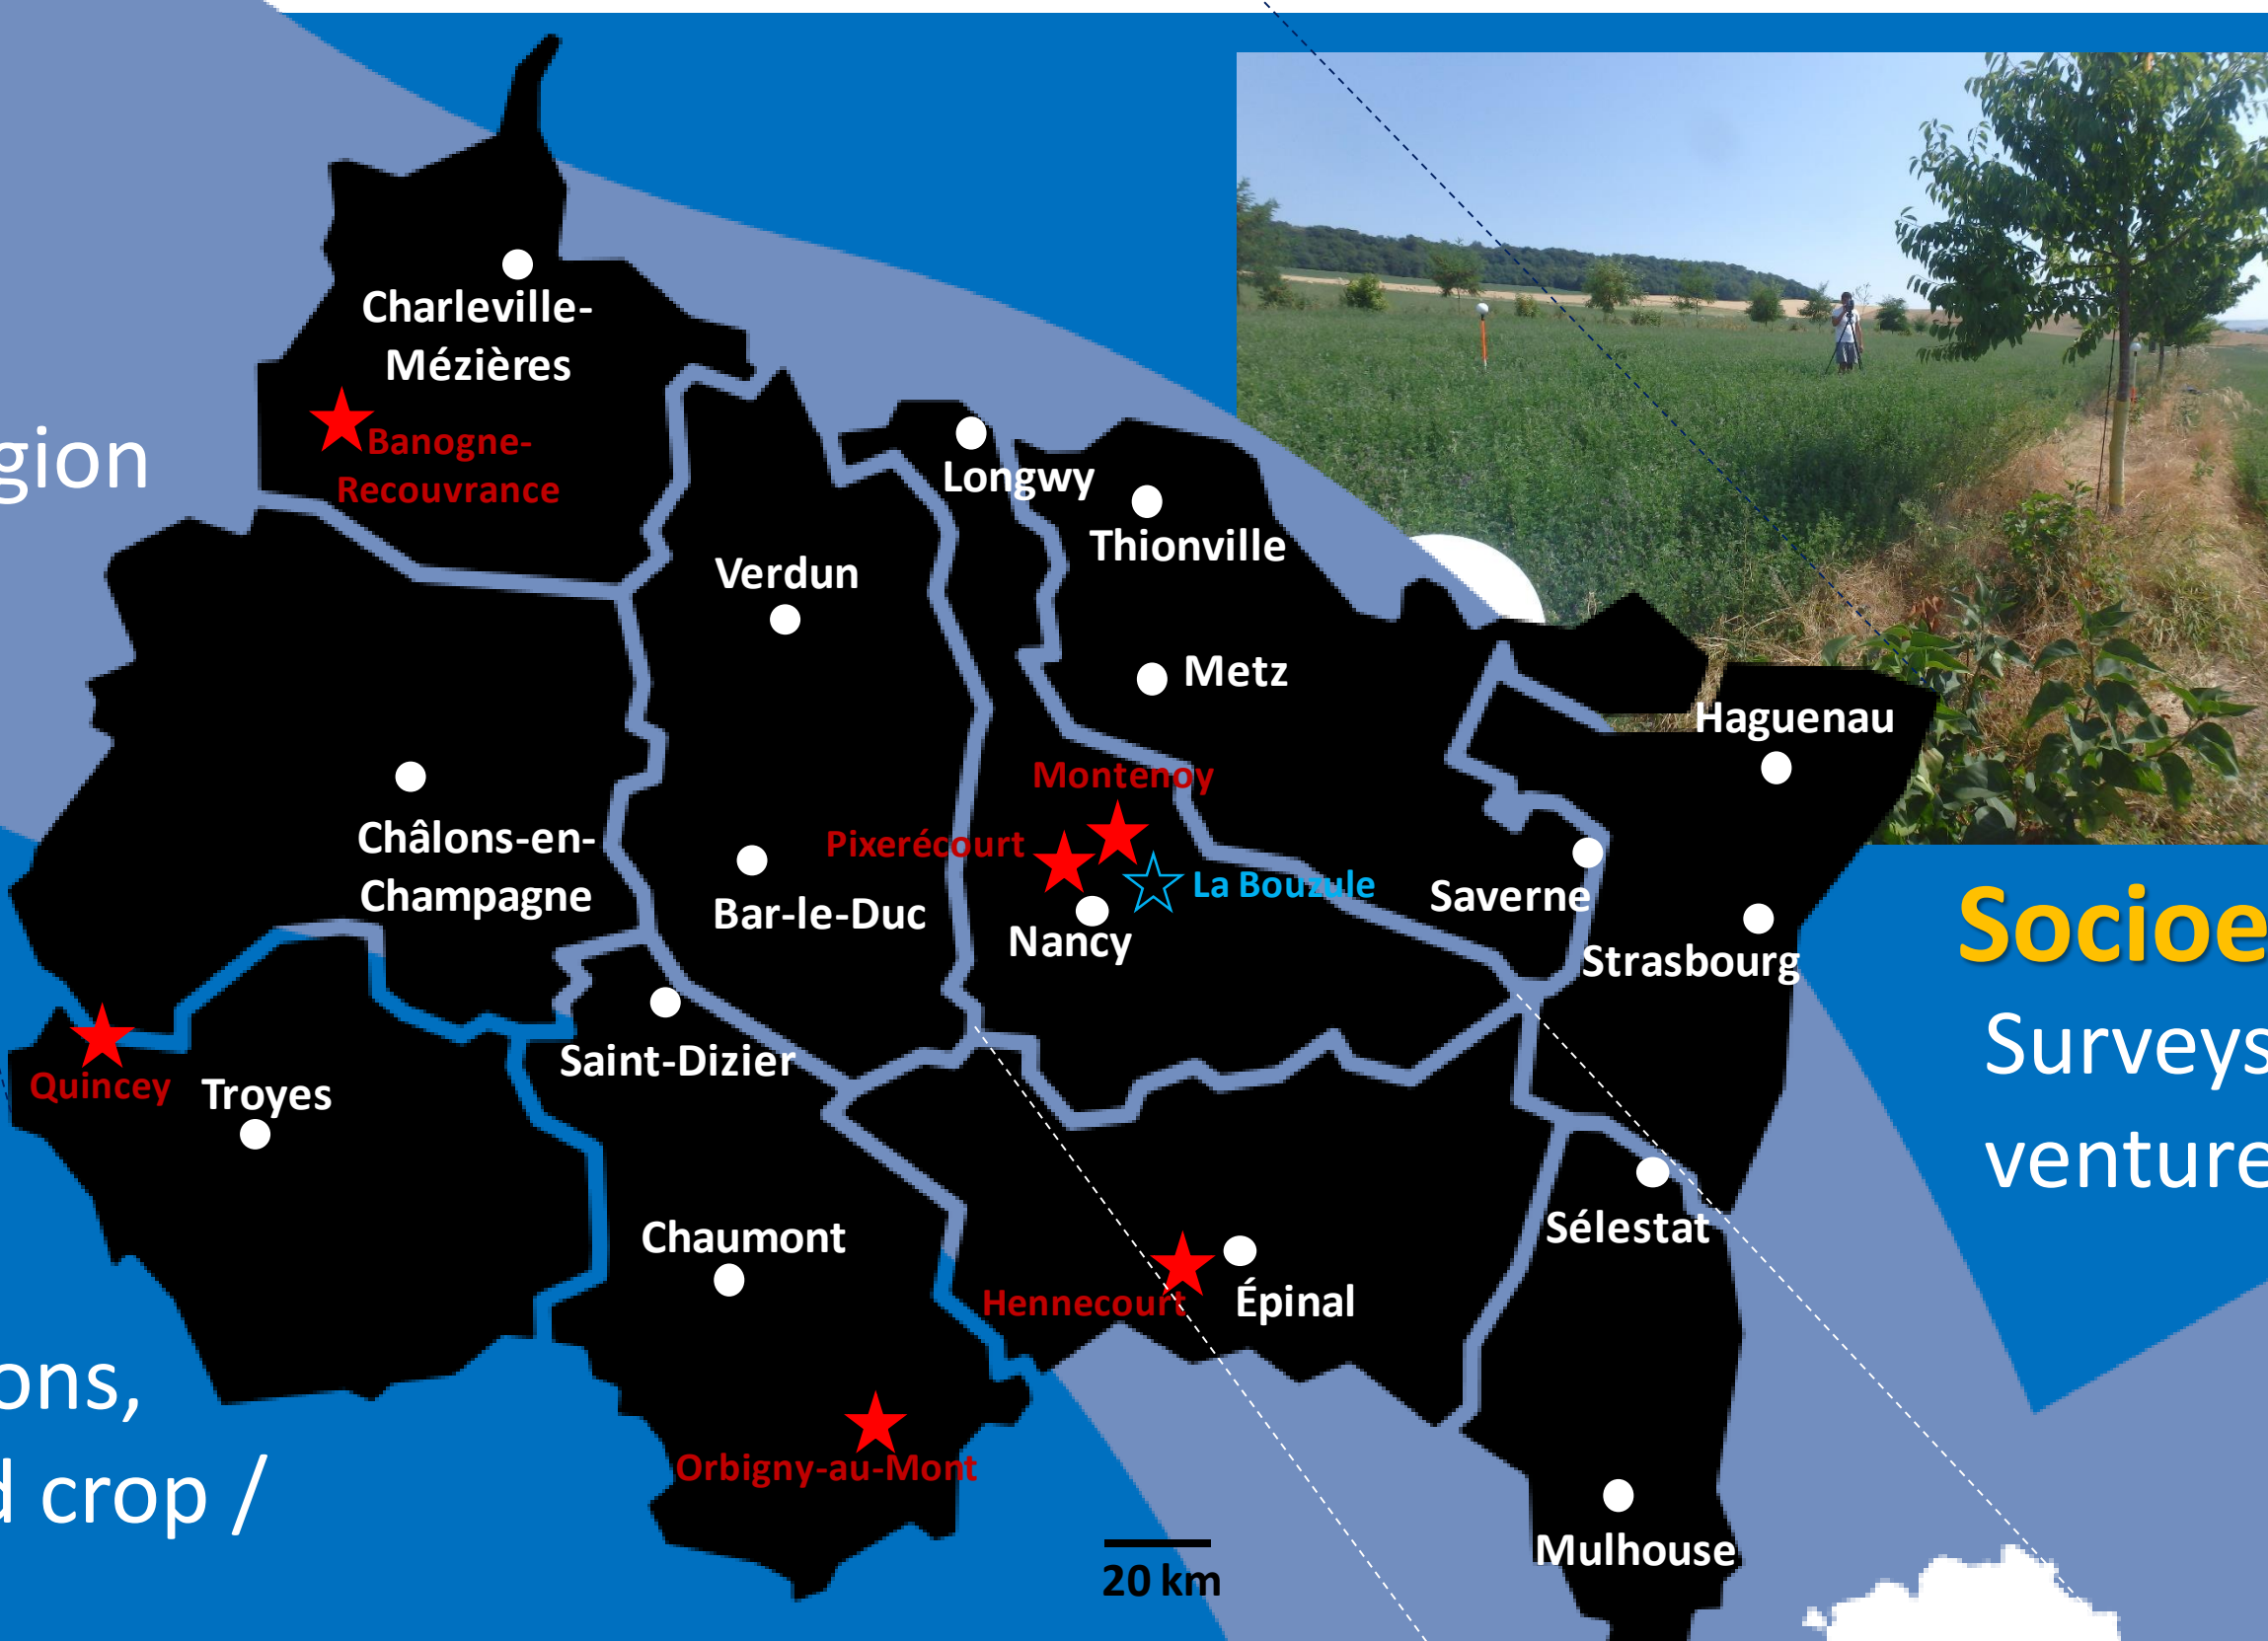 Charleville-
Mézières
Banogne-
Recouvrance
gion
Longwy
Thionville
Verdun
Metz
Haguenau
Montenoy
Châlons-en-
Champagne
Pixerécourt
Bar-le-Duc
La Bouzule
Nancy
Saverne
Strasbourg
Socioe
Surveys
venture
Saint-Dizier
Quincey
Troyes
Sélestat
Chaumont
Hennecourt
Épinal
ons,
d crop /
Orbigny-au-Mont
Mulhouse
20 km